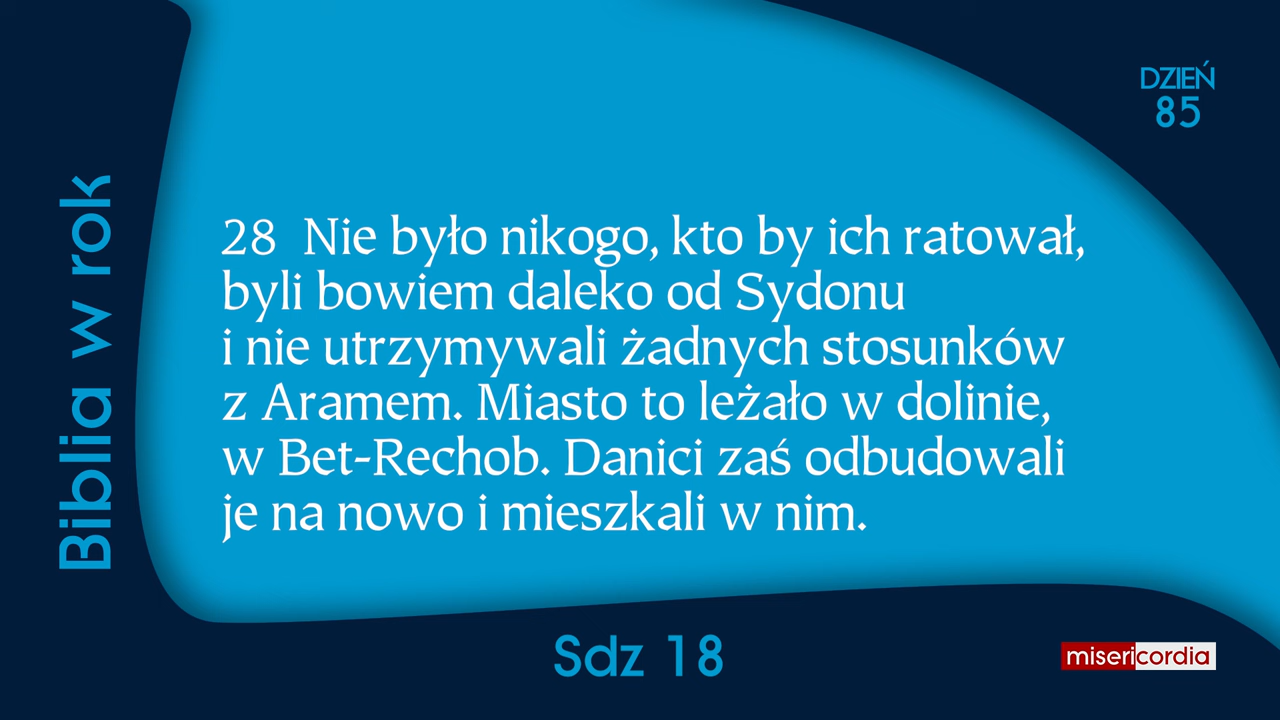 DZIEŃ
85
Biblia w rok
28 Nie było nikogo, kto by ich ratował,
byli bowiem daleko od Sydonu
i nie utrzymywali żadnych stosunków
z Aramem. Miasto to leżało w dolinie,
w Bet-Rechob. Danici zaś odbudowali
je na nowo i mieszkali w nim.
Sdz 18
misericordia